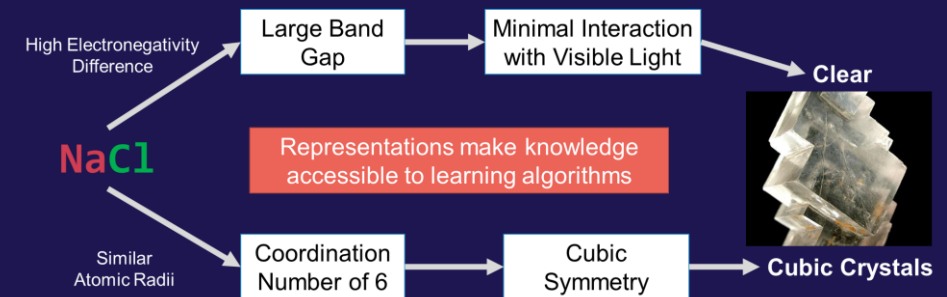 High Electronegativity
Difference
Large Band
Gap
Minimal Interaction
with Visible Light
Clear
NaCl
Representations make knowledge
accessible to learning algorithms
Similar
Atomic Radii
Coordination
Number of 6
Cubic
Symmetry
Cubic Crystals